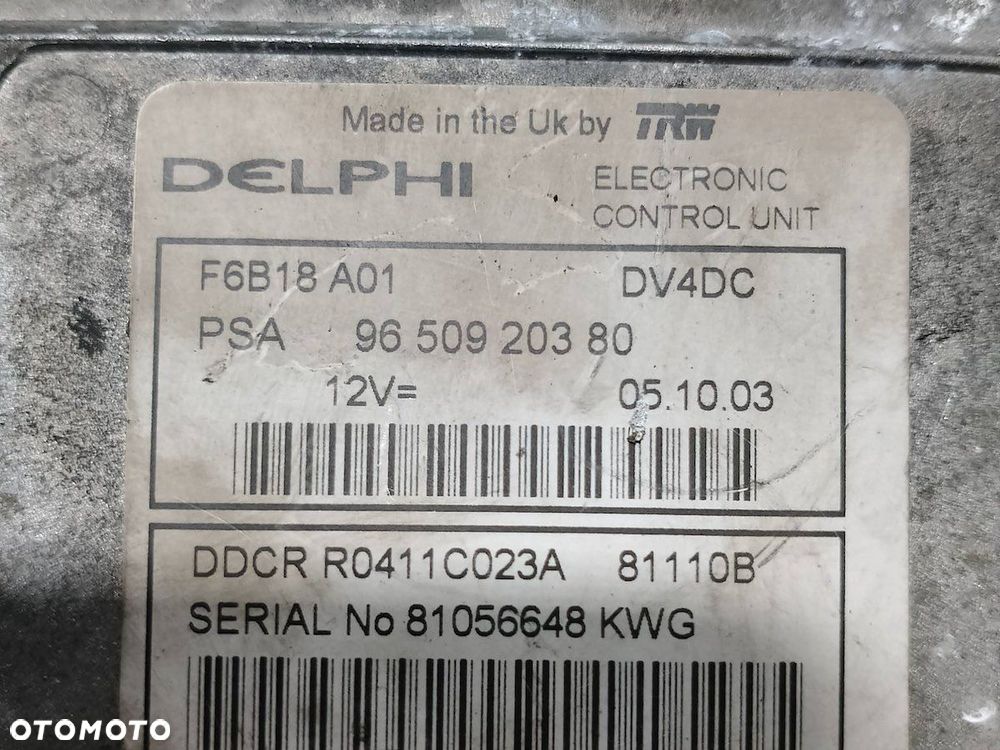 Made in the Uk by TRW
DELPHI ELECTRONIC
CONTROL UNIT
F6B18 A01 DV4DC
PSA 96 509 203 80
12V= 05.10.03
DDCR R0411C023A 81110B
SERIAL No 81056648 KWG
OTOMOTO